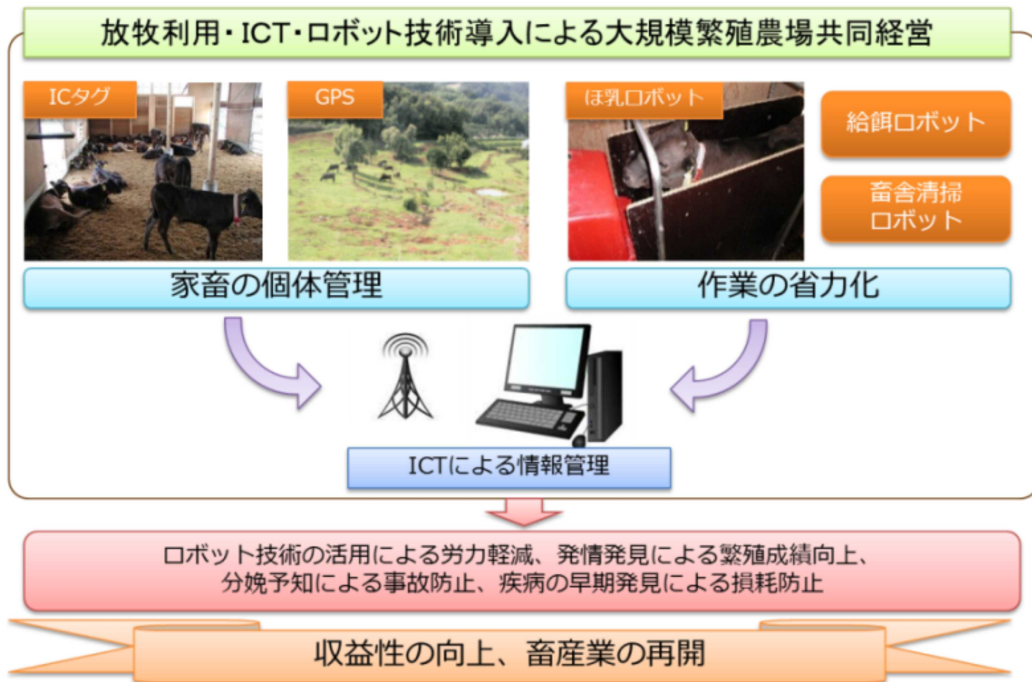 放牧利用・ICT・ロボット技術導入による大規模繁殖農場共同経営
ICタグ
GPS
ほ乳ロボット
給餌ロボット
畜舎清掃
ロボット
家畜の個体管理
作業の省力化
ICTによる情報管理
ロボット技術の活用による労力軽減、発情発見による繁殖成績向上、
分娩予知による事故防止、疾病の早期発見による損耗防止
収益性の向上、畜産業の再開